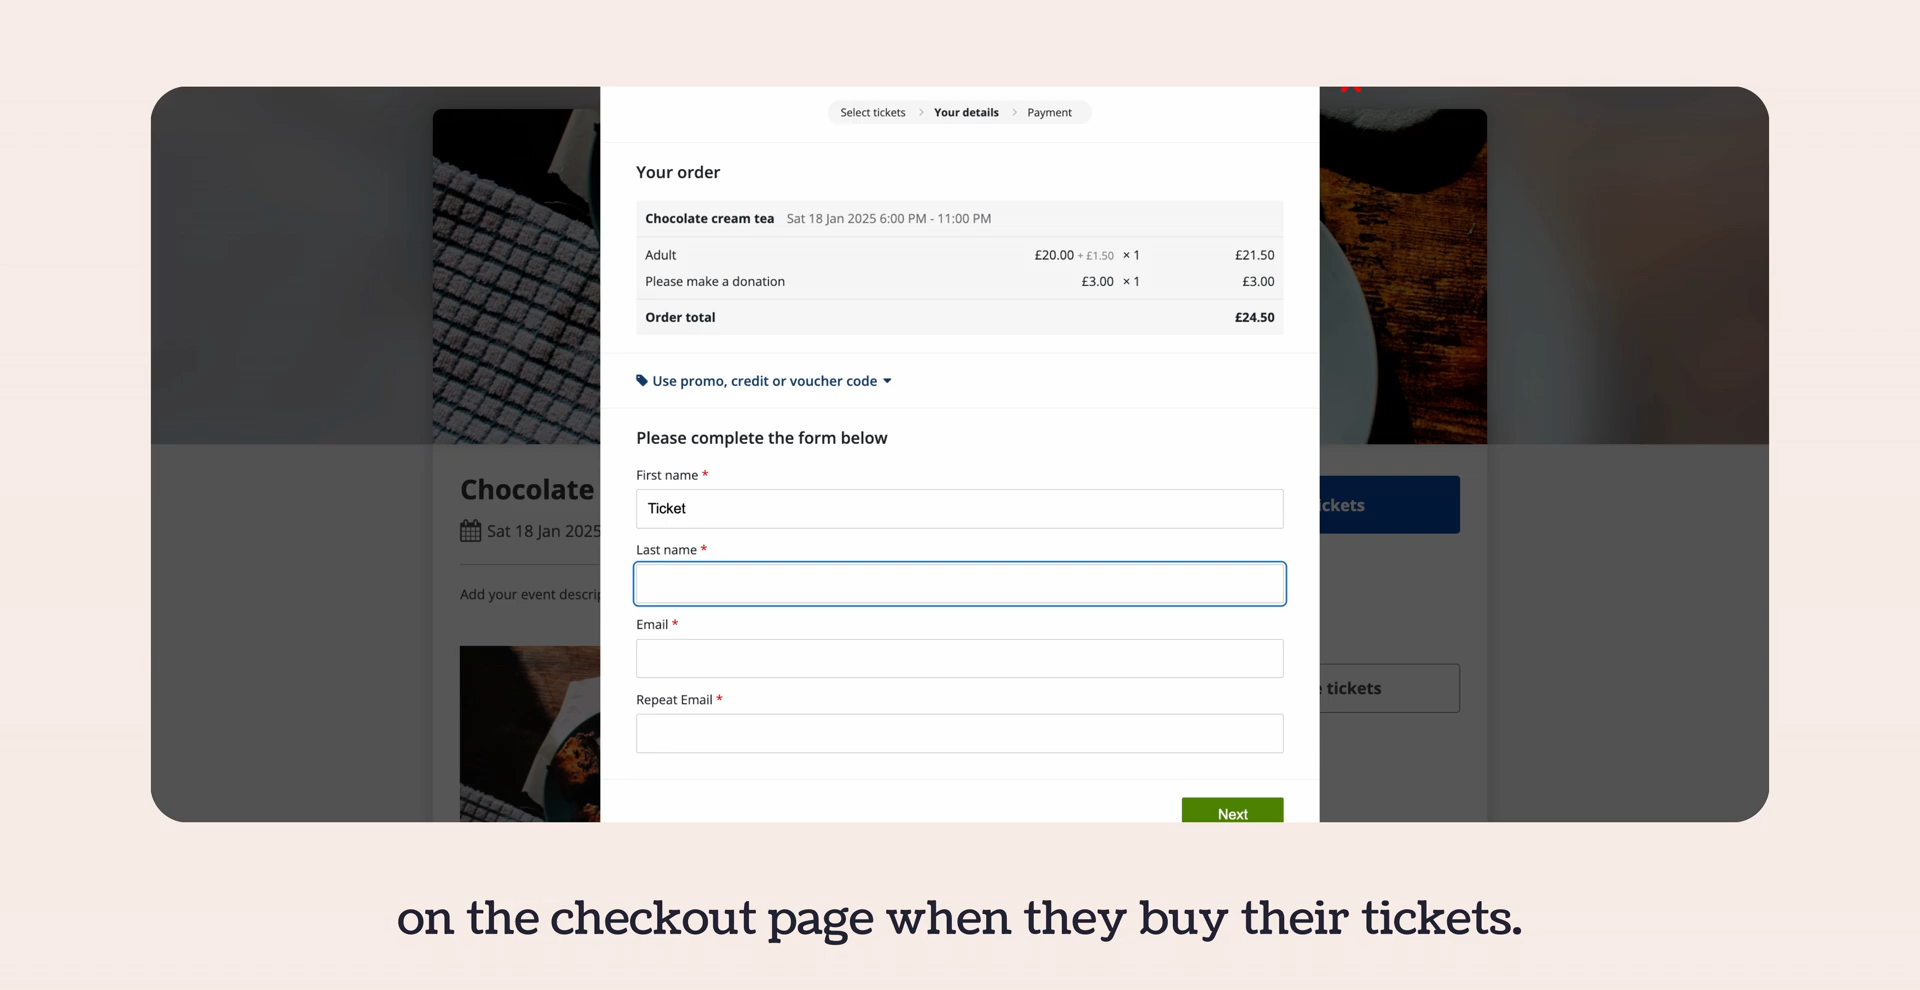 Select tickets > Your details > Payment
Your order
Chocolate cream tea Sat 18 Jan 2025 6:00 PM - 11:00 PM
Adult £20.00 + £1.50 × 1 £21.50
Please make a donation £3.00 × 1 £3.00
Order total £24.50
Use promo, credit or voucher code
Please complete the form below
First name *
Ticket
Last name *
Email *
Repeat Email *
Next
Chocolate
Sat 18 Jan 2025
Add your event descrip
ickets
e tickets
on the checkout page when they buy their tickets.